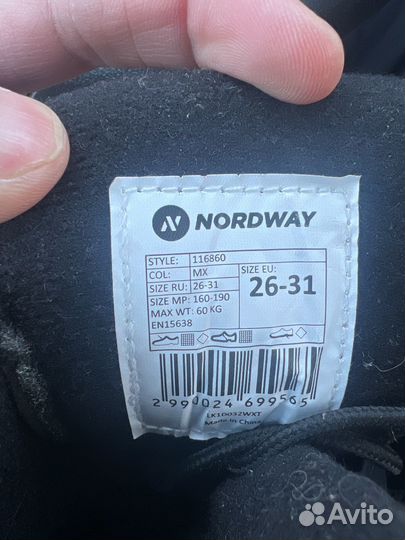 NORDWAY
STYLE: 116860
COL: MX
SIZE RU: 26-31
SIZE MP: 160-190
MAX WT: 60 KG
EN15638
SIZE EU:
26-31
2 990024 699565
LK10032WXT
Made in China
Avito